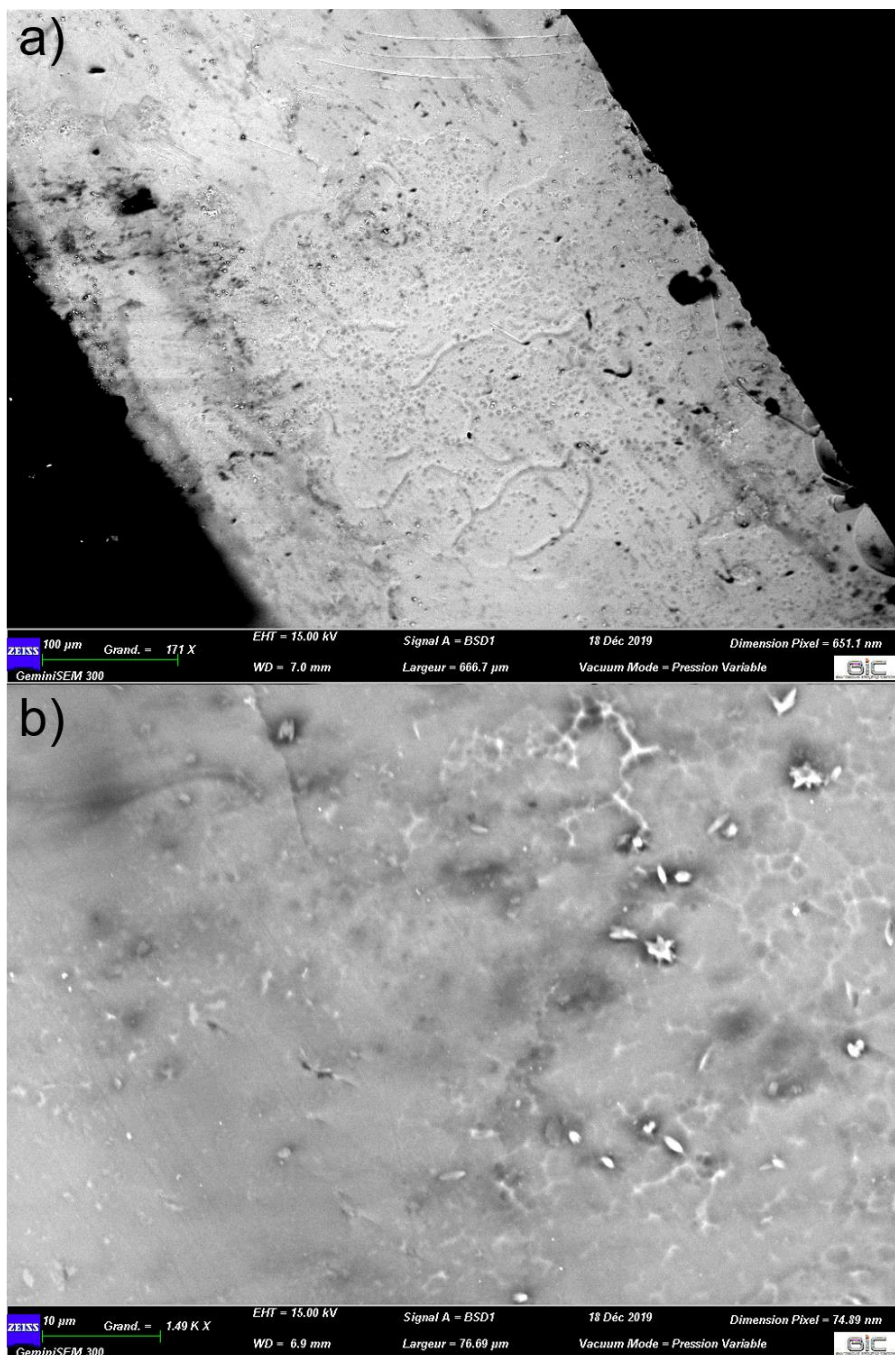 a)
100 µm Grand. = 171 X EHT = 15.00 kV Signal A = BSD1 18 Déc 2019 Dimension Pixel = 651.1 nm
ZEISS WD = 7.0 mm Largeur = 666.7 µm Vacuum Mode = Pression Variable
GeminiSEM 300 BIC
b)
10 µm Grand. = 1.49 K X EHT = 15.00 kV Signal A = BSD1 18 Déc 2019 Dimension Pixel = 74.89 nm
ZEISS WD = 6.9 mm Largeur = 76.69 µm Vacuum Mode = Pression Variable
GeminiSEM 300 BIC